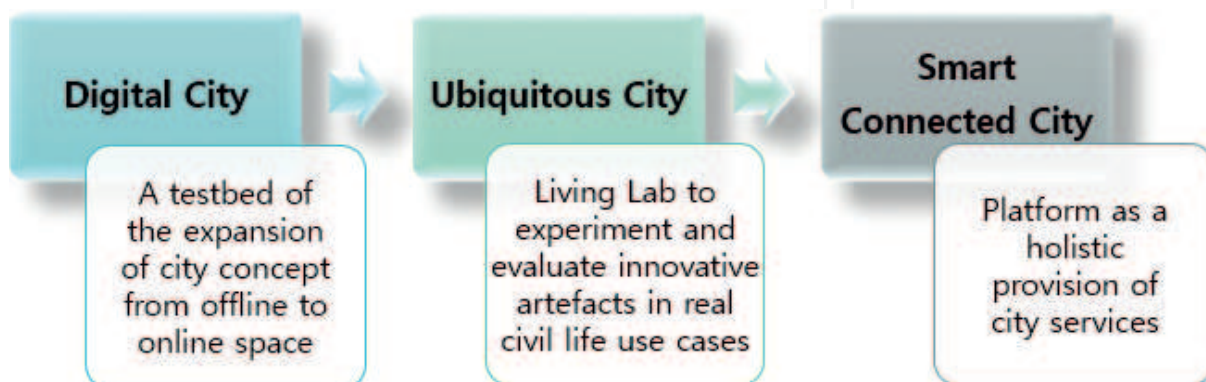 Digital City
A testbed of
the expansion
of city concept
from offline to
online space
Ubiquitous City
Living Lab to
experiment and
evaluate innovative
artefacts in real
civil life use cases
Smart
Connected City
Platform as a
holistic
provision of
city services